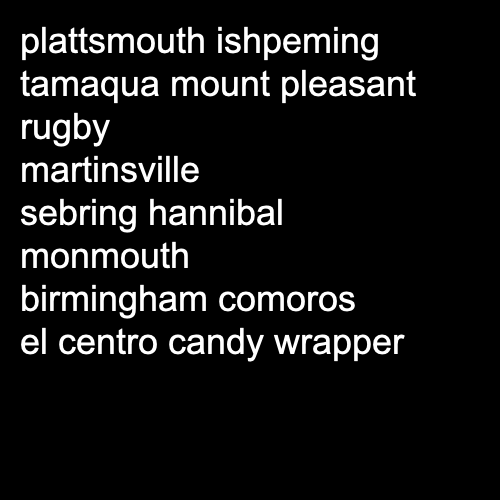 plattsmouth ishpeming
tamaqua mount pleasant
rugby
martinsville
sebring hannibal
monmouth
birmingham comoros
el centro candy wrapper